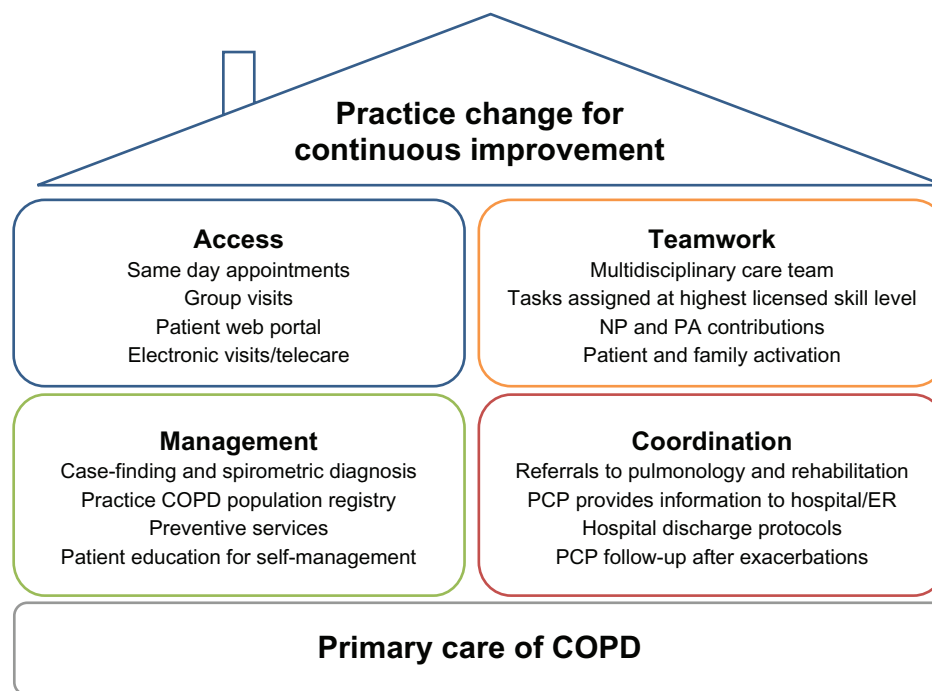 Practice change for
continuous improvement
Access
Same day appointments
Group visits
Patient web portal
Electronic visits/telecare
Teamwork
Multidisciplinary care team
Tasks assigned at highest licensed skill level
NP and PA contributions
Patient and family activation
Management
Case-finding and spirometric diagnosis
Practice COPD population registry
Preventive services
Patient education for self-management
Coordination
Referrals to pulmonology and rehabilitation
PCP provides information to hospital/ER
Hospital discharge protocols
PCP follow-up after exacerbations
Primary care of COPD